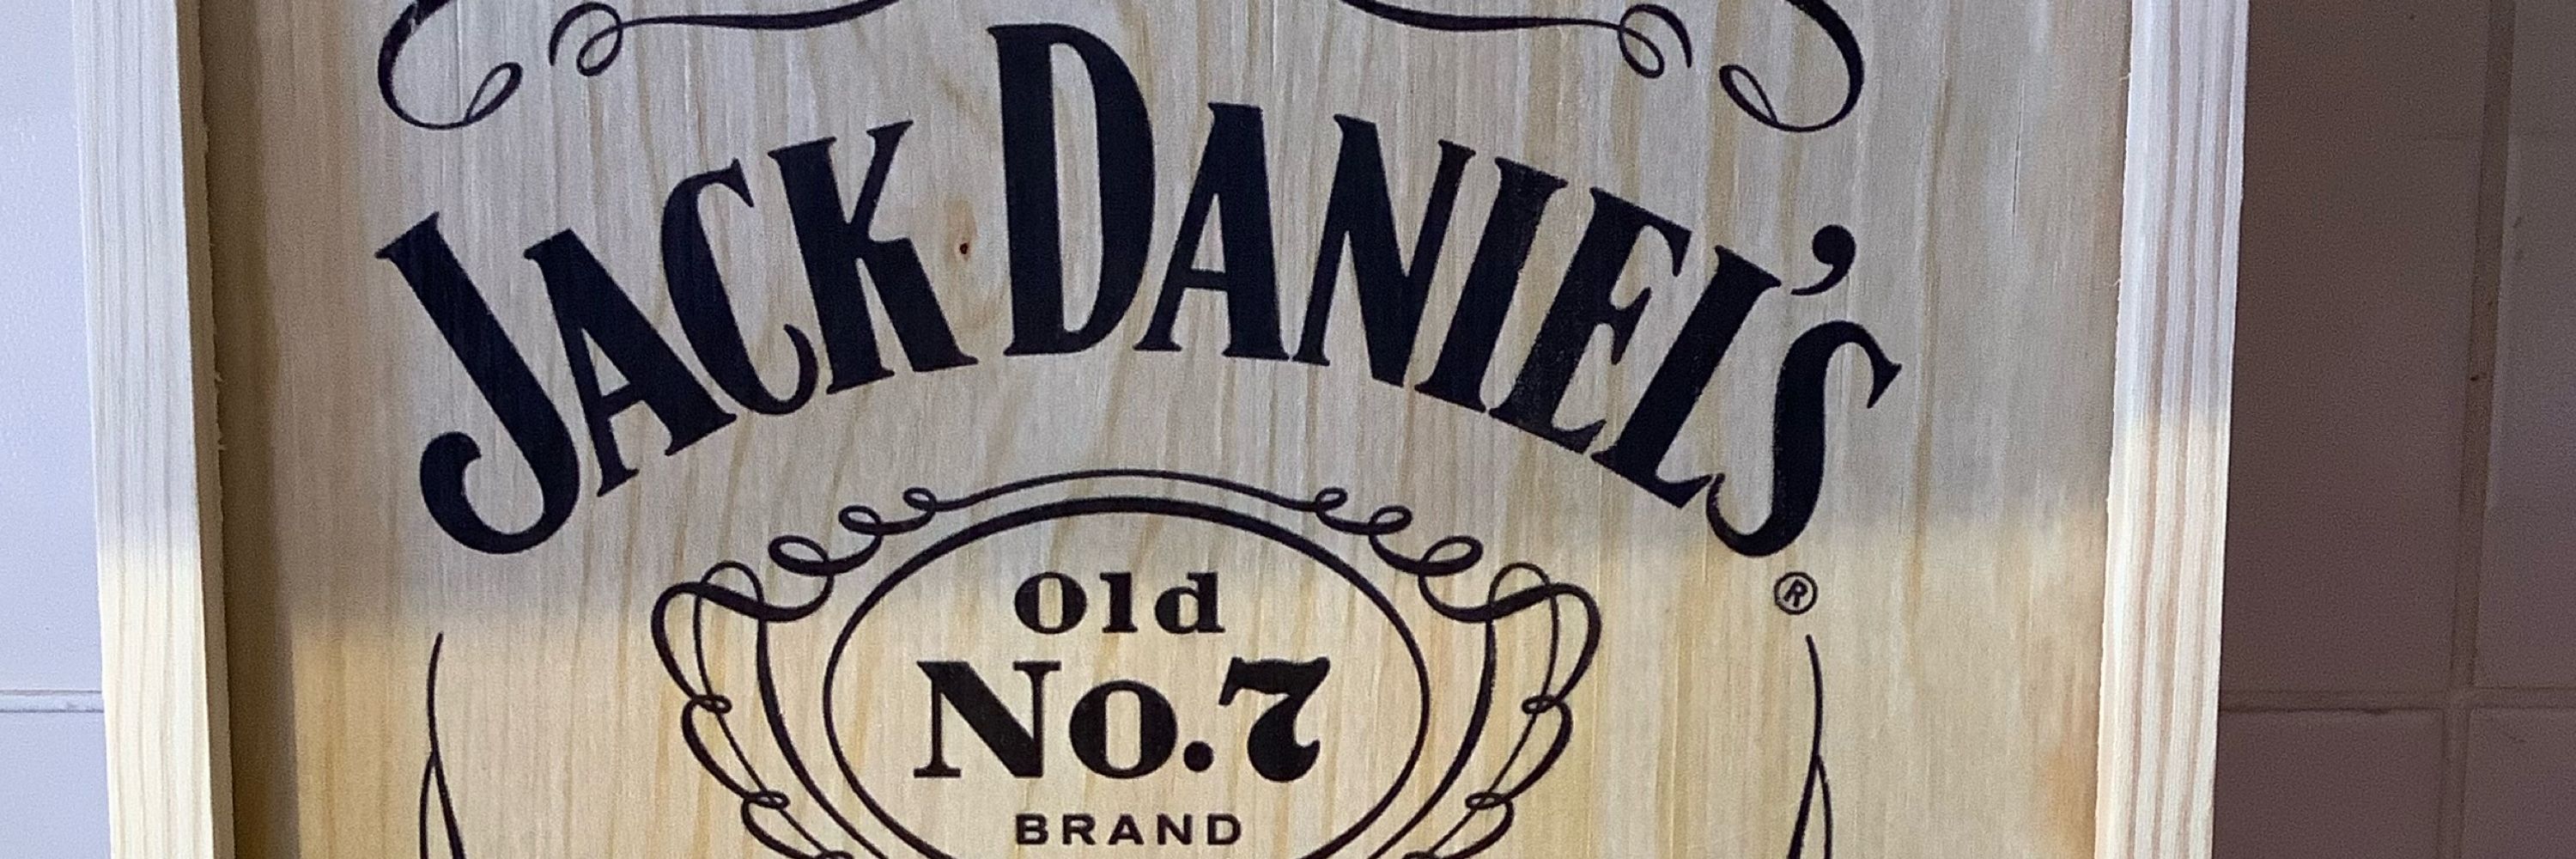 JACK DANIEL'S
®
Old
No.7
BRAND